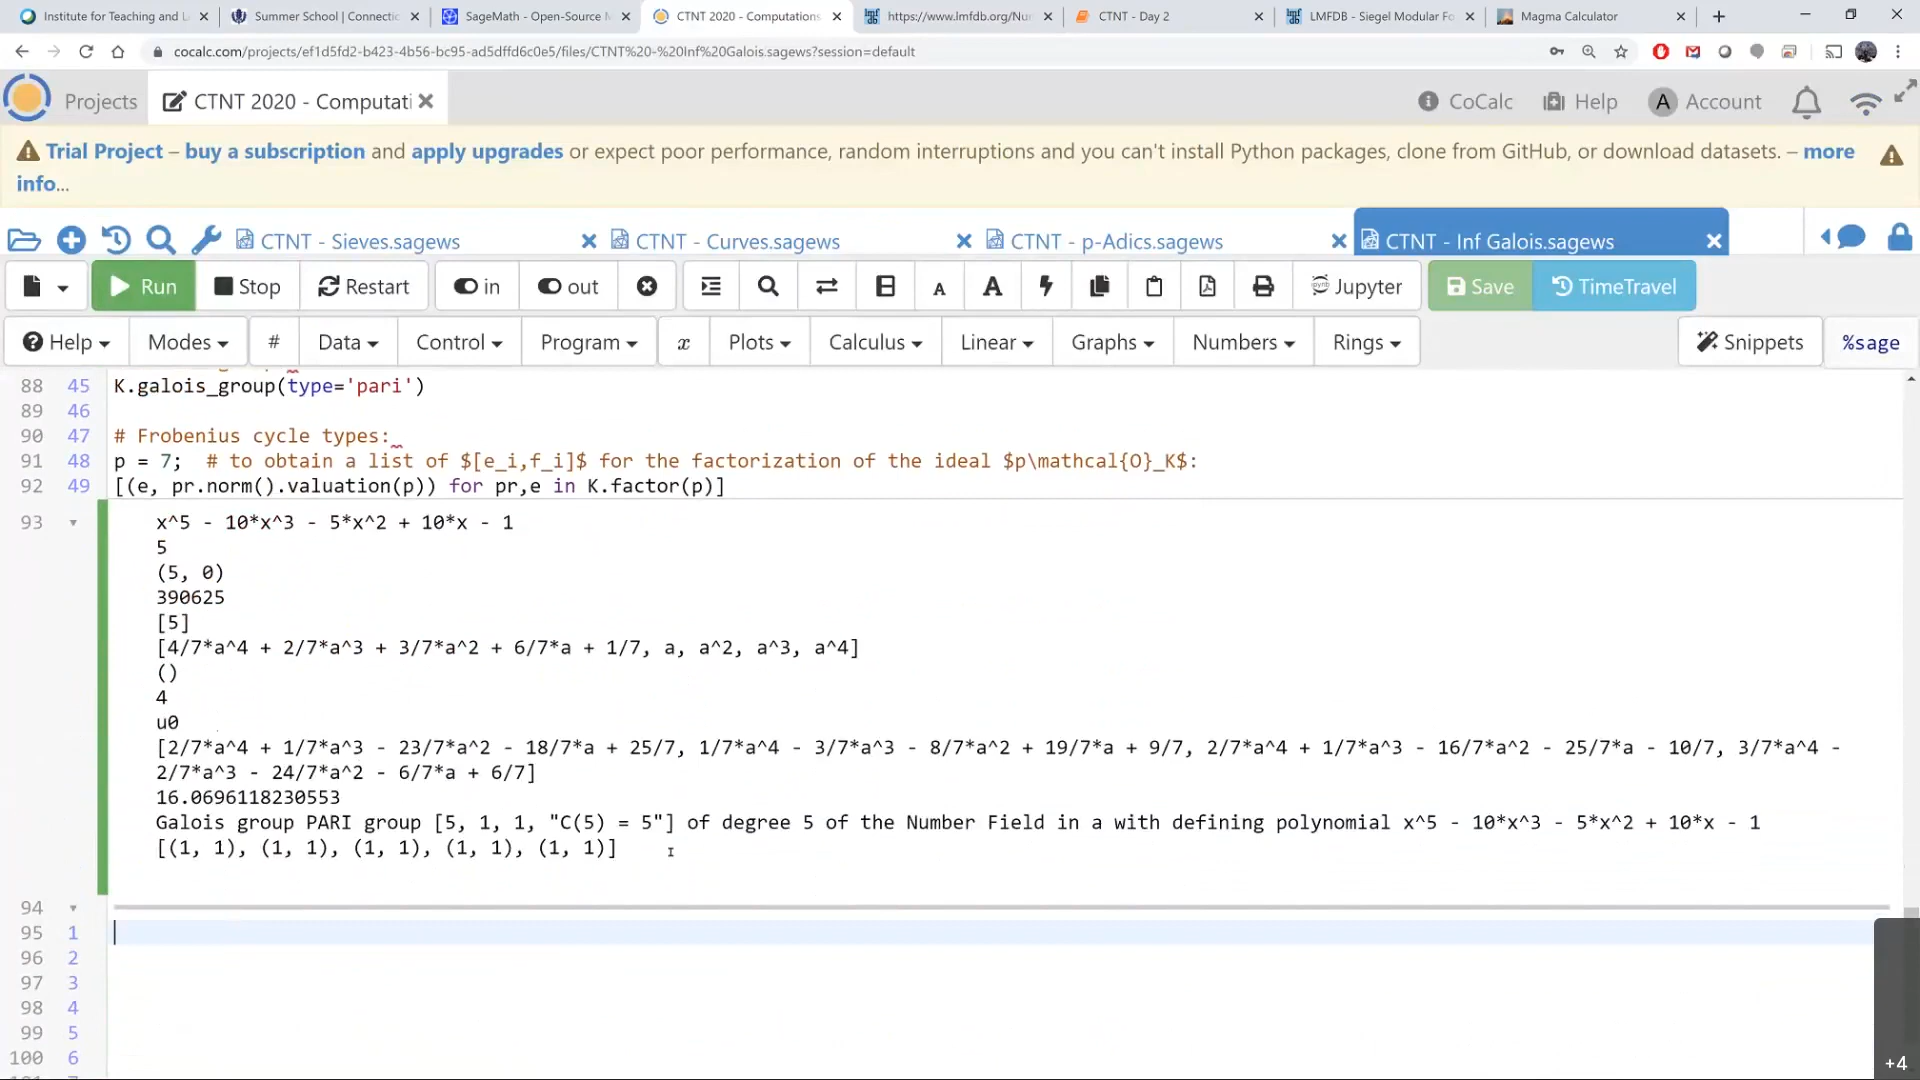 Institute for Teaching and L
Summer School | Connectic
SageMath - Open-Source M
CTNT 2020 - Computations
https://www.lmfdb.org/Nu
CTNT - Day 2
LMFDB - Siegel Modular Fo
Magma Calculator
cocalc.com/projects/ef1d5fd2-b423-4b56-bc95-ad5dffd6c0e5/files/CTNT%20-%20Inf%20Galois.sagews?session=default
Projects
CTNT 2020 - Computati
CoCalc
Help
A Account
Trial Project – buy a subscription and apply upgrades or expect poor performance, random interruptions and you can't install Python packages, clone from GitHub, or download datasets. – more
info...
CTNT - Sieves.sagews
CTNT - Curves.sagews
CTNT - p-Adics.sagews
CTNT - Inf Galois.sagews
Run
Stop
Restart
in
out
A
A
Jupyter
Save
TimeTravel
Help
Modes
#
Data
Control
Program
x
Plots
Calculus
Linear
Graphs
Numbers
Rings
Snippets
%sage
88 45 K.galois_group(type='pari')
89 46
90 47 # Frobenius cycle types:
91 48 p = 7;  # to obtain a list of $[e_i,f_i]$ for the factorization of the ideal $p\mathcal{O}_K$:
92 49 [(e, pr.norm().valuation(p)) for pr,e in K.factor(p)]
93 x^5 - 10*x^3 - 5*x^2 + 10*x - 1
5
(5, 0)
390625
[5]
[4/7*a^4 + 2/7*a^3 + 3/7*a^2 + 6/7*a + 1/7, a, a^2, a^3, a^4]
()
4
u0
[2/7*a^4 + 1/7*a^3 - 23/7*a^2 - 18/7*a + 25/7, 1/7*a^4 - 3/7*a^3 - 8/7*a^2 + 19/7*a + 9/7, 2/7*a^4 + 1/7*a^3 - 16/7*a^2 - 25/7*a - 10/7, 3/7*a^4 -
2/7*a^3 - 24/7*a^2 - 6/7*a + 6/7]
16.0696118230553
Galois group PARI group [5, 1, 1, "C(5) = 5"] of degree 5 of the Number Field in a with defining polynomial x^5 - 10*x^3 - 5*x^2 + 10*x - 1
[(1, 1), (1, 1), (1, 1), (1, 1), (1, 1)]
94
95 1
96 2
97 3
98 4
99 5
100 6
+4